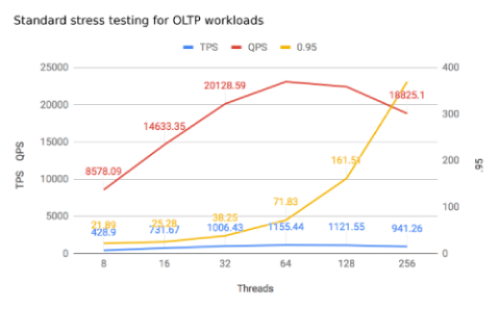 Standard stress testing for OLTP workloads
TPS QPS 0.95
25000 400
20128.59 18825.1
20000
14633.35 300
15000
8578.09 161.51 200
10000
71.83
5000 21.89 25.28 38.25 100
428.9 731.67 1006.43 1155.44 1121.55 941.26
0 0
8 16 32 64 128 256
Threads
TPS QPS
.95